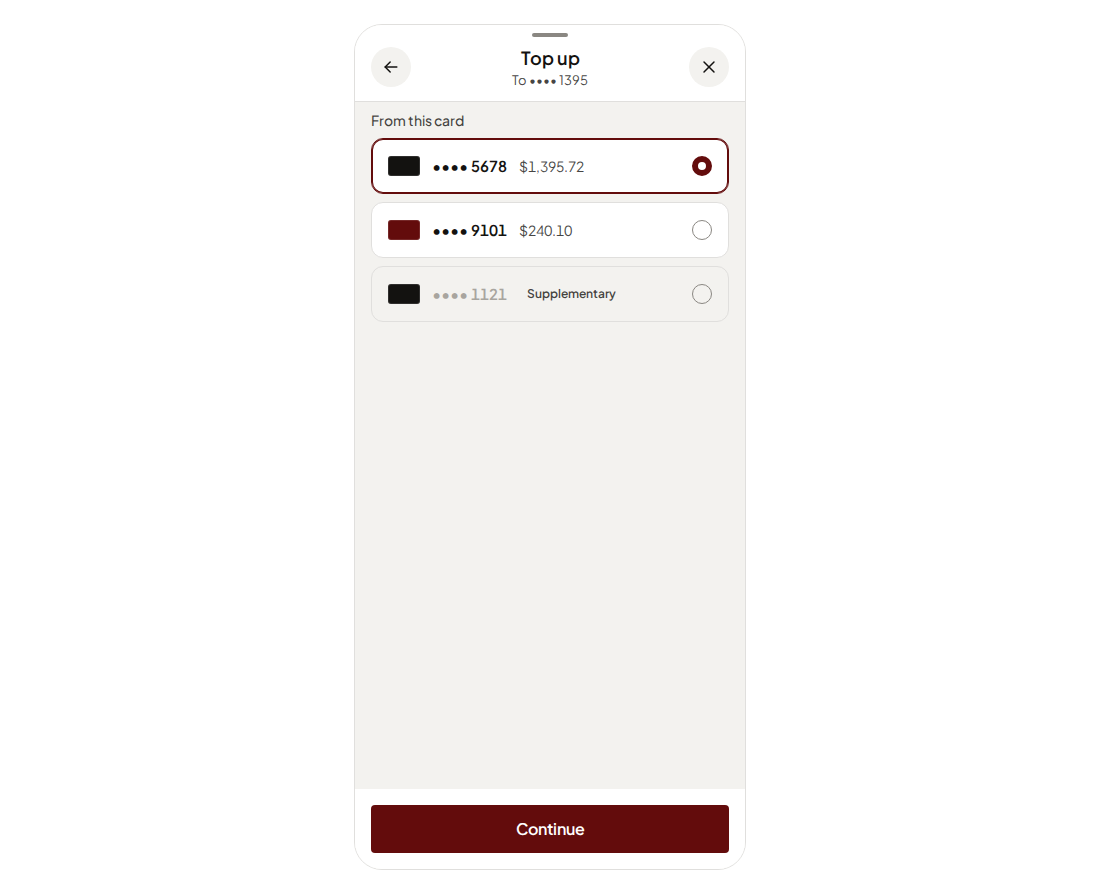 Top up
To •••• 1395
From this card
•••• 5678 $1,395.72
•••• 9101 $240.10
•••• 1121 Supplementary
Continue